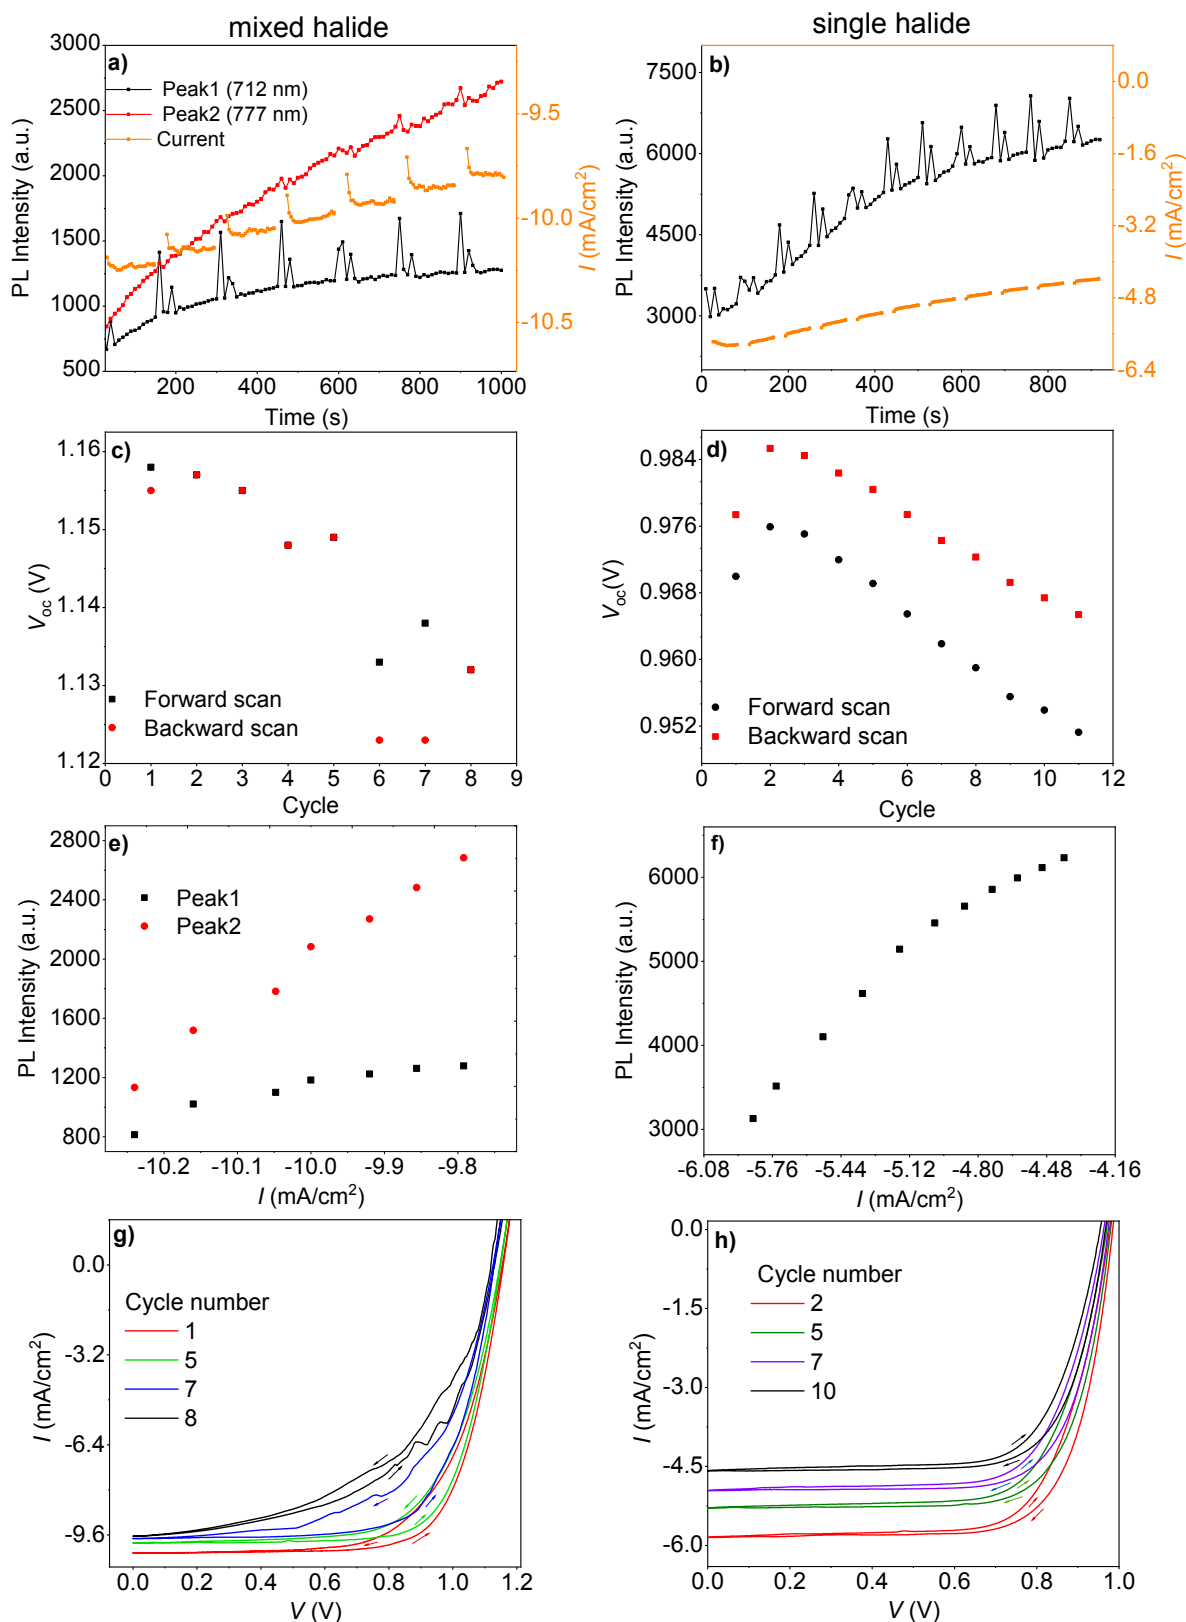 mixed halide
single halide
a)
3000
2500
2000
1500
1000
500
PL Intensity (a.u.)
Peak1 (712 nm)
Peak2 (777 nm)
Current
-9.5
-10.0
-10.5
I (mA/cm²)
200
400
600
800
1000
Time (s)
b)
7500
6000
4500
3000
PL Intensity (a.u.)
0.0
-1.6
-3.2
-4.8
-6.4
I (mA/cm²)
0
200
400
600
800
Time (s)
c)
1.16
1.15
1.14
1.13
1.12
Voc (V)
Forward scan
Backward scan
0 1 2 3 4 5 6 7 8 9
Cycle
d)
0.984
0.976
0.968
0.960
0.952
Voc(V)
Forward scan
Backward scan
0 2 4 6 8 10 12
Cycle
e)
2800
2400
2000
1600
1200
800
PL Intensity (a.u.)
Peak1
Peak2
-10.2 -10.1 -10.0 -9.9 -9.8
I (mA/cm²)
f)
6000
5000
4000
3000
PL Intensity (a.u.)
-6.08 -5.76 -5.44 -5.12 -4.80 -4.48 -4.16
I (mA/cm²)
g)
0.0
-3.2
-6.4
-9.6
I (mA/cm²)
Cycle number
1
5
7
8
0.0 0.2 0.4 0.6 0.8 1.0 1.2
V (V)
h)
0.0
-1.5
-3.0
-4.5
-6.0
I (mA/cm²)
Cycle number
2
5
7
10
0.0 0.2 0.4 0.6 0.8 1.0
V (V)